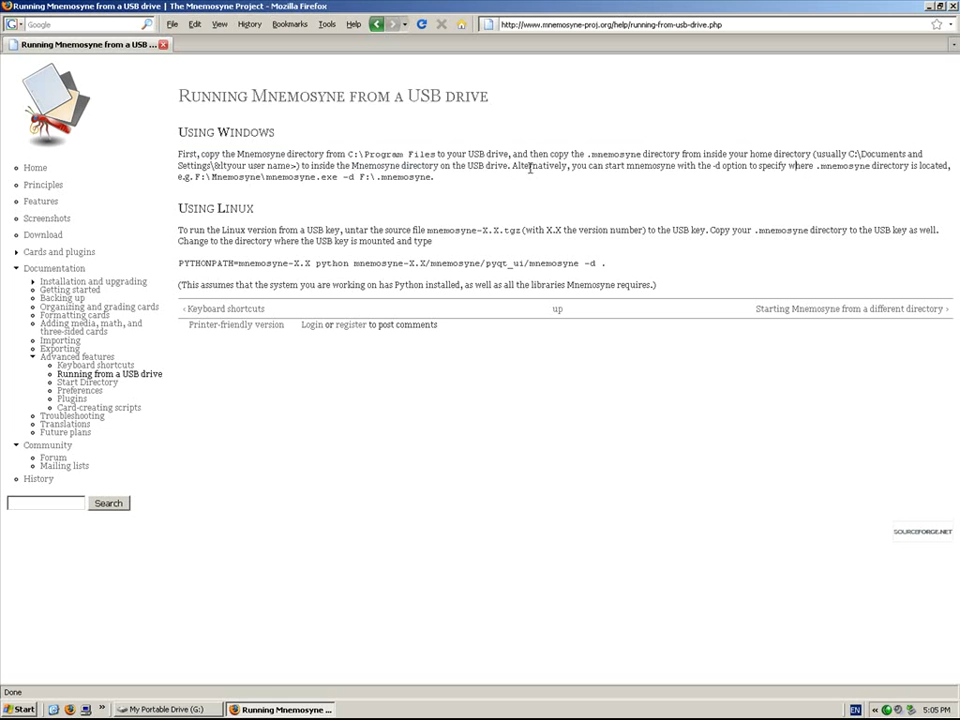 Running Mnemosyne from a USB drive | The Mnemosyne Project - Mozilla Firefox
Google
File Edit View History Bookmarks Tools Help
http://www.mnemosyne-proj.org/help/running-from-usb-drive.php
Running Mnemosyne from a USB ...
Home
Principles
Features
Screenshots
Download
Cards and plugins
Documentation
Installation and upgrading
Getting started
Backing up
Organizing and grading cards
Formatting cards
Adding media, math, and
three-sided cards
Importing
Exporting
Advanced features
Keyboard shortcuts
Running from a USB drive
Start Directory
Preferences
Plugins
Card-creating scripts
Troubleshooting
Translations
Future plans
Community
Forum
Mailing lists
History
Search
RUNNING MNEMOSYNE FROM A USB DRIVE
USING WINDOWS
First, copy the Mnemosyne directory from C:\Program Files to your USB drive, and then copy the .mnemosyne directory from inside your home directory (usually C:\Documents and
Settings\&ltyour user name>) to inside the Mnemosyne directory on the USB drive. Alternatively, you can start mnemosyne with the -d option to specify where .mnemosyne directory is located,
e.g. F:\Mnemosyne\mnemosyne.exe -d F:\.mnemosyne.
USING LINUX
To run the Linux version from a USB key, untar the source file mnemosyne-X.X.tgz (with X.X the version number) to the USB key. Copy your .mnemosyne directory to the USB key as well.
Change to the directory where the USB key is mounted and type
PYTHONPATH=mnemosyne-X.X python mnemosyne-X.X/mnemosyne/pyqt_ui/mnemosyne -d .
(This assumes that the system you are working on has Python installed, as well as all the libraries Mnemosyne requires.)
‹ Keyboard shortcuts up Starting Mnemosyne from a different directory ›
Printer-friendly version Login or register to post comments
SOURCEFORGE.NET
Done
Start » My Portable Drive (G:) Running Mnemosyne ... EN « 5:05 PM